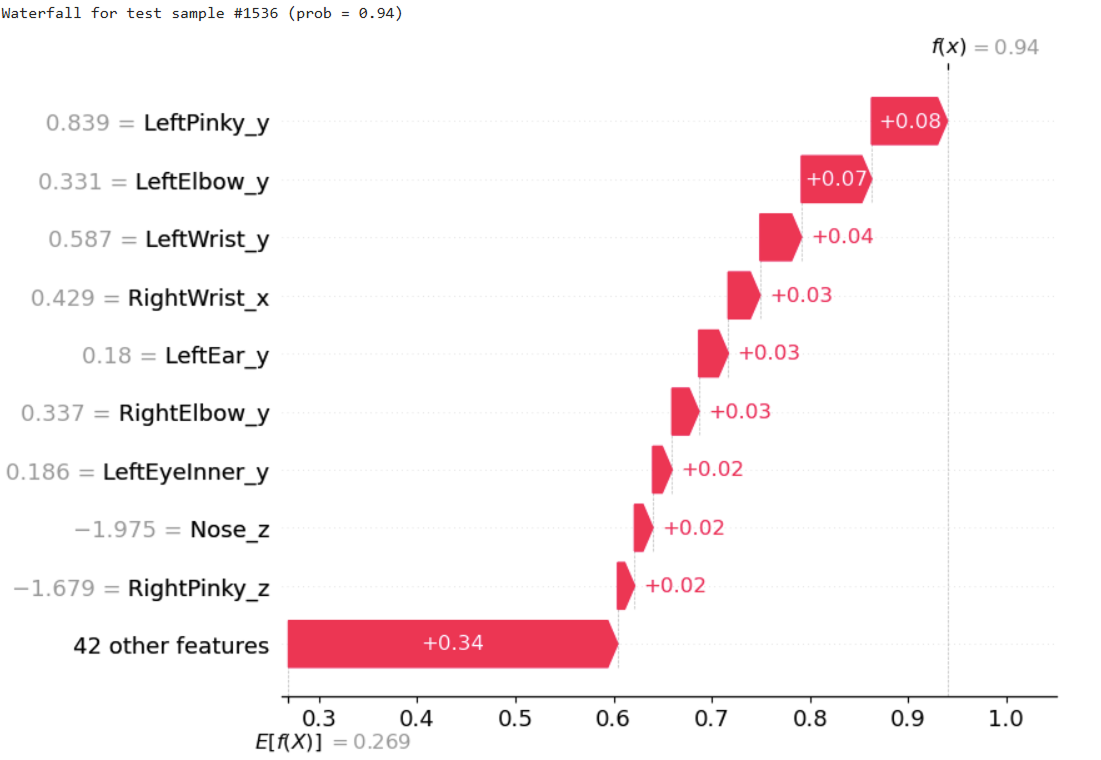 Waterfall for test sample #1536 (prob = 0.94)
f(x) = 0.94
0.839 = LeftPinky_y +0.08
0.331 = LeftElbow_y +0.07
0.587 = LeftWrist_y +0.04
0.429 = RightWrist_x +0.03
0.18 = LeftEar_y +0.03
0.337 = RightElbow_y +0.03
0.186 = LeftEyeInner_y +0.02
−1.975 = Nose_z +0.02
−1.679 = RightPinky_z +0.02
42 other features +0.34
0.3 0.4 0.5 0.6 0.7 0.8 0.9 1.0
E[f(X)] = 0.269